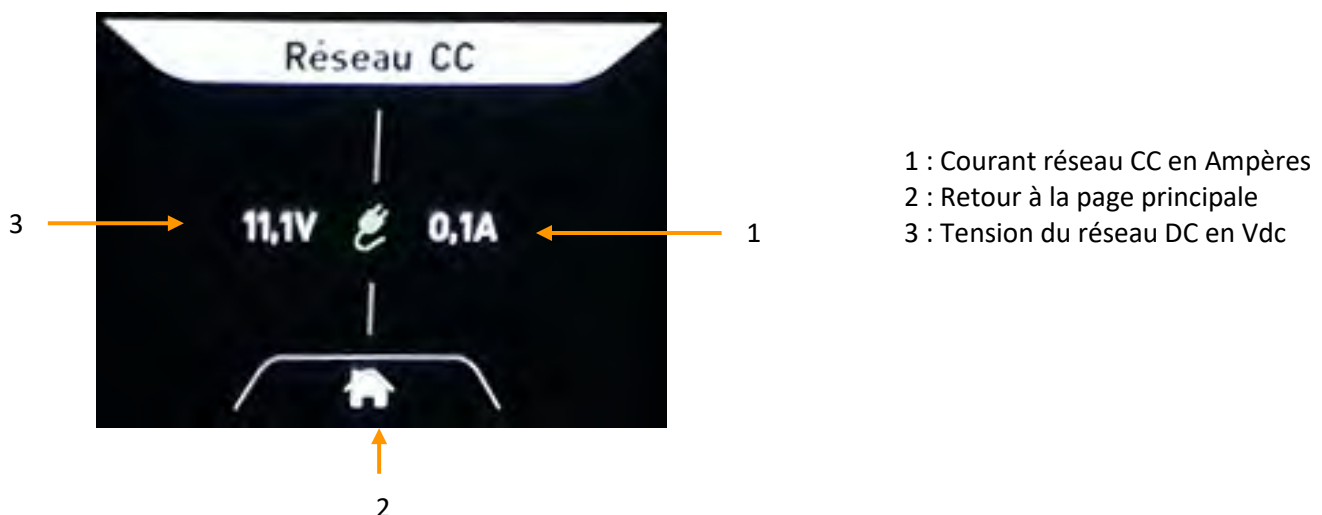 Réseau CC
1 : Courant réseau CC en Ampères
2 : Retour à la page principale
3 11,1V 0,1A 1
3 : Tension du réseau DC en Vdc
2